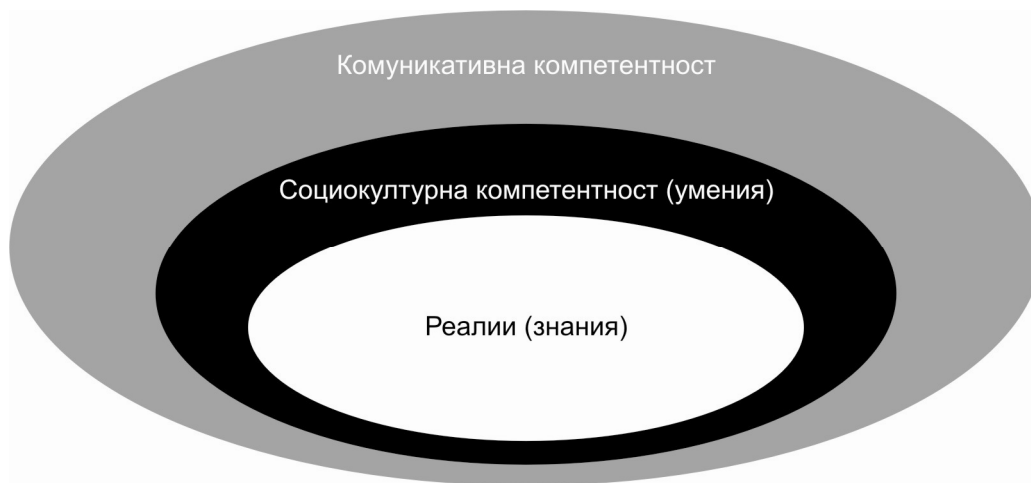 Комуникативна компетентност
Социокултурна компетентност (умения)
Реалии (знания)